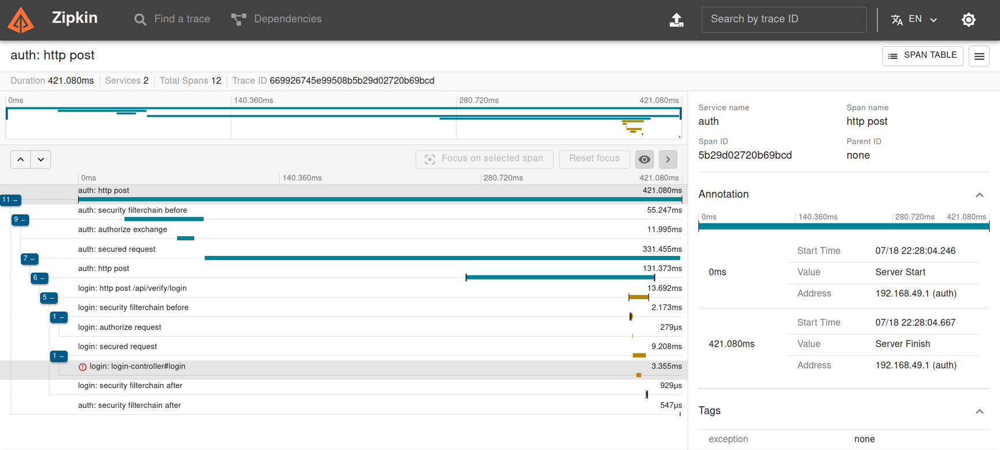 Zipkin Find a trace Dependencies Search by trace ID EN
auth: http post SPAN TABLE
Duration 421.080ms Services 2 Total Spans 12 Trace ID 669926745e99508b5b29d02720b69bcd
0ms 140.360ms 280.720ms 421.080ms
Focus on selected span Reset focus
0ms 140.360ms 280.720ms 421.080ms
auth: http post 421.080ms
11 –
auth: security filterchain before 55.247ms
9 –
auth: authorize exchange 11.995ms
auth: secured request 331.455ms
7 –
auth: http post 131.373ms
6 –
login: http post /api/verify/login 13.692ms
5 –
login: security filterchain before 2.173ms
1 –
login: authorize request 279μs
login: secured request 9.208ms
1 –
login: login-controller#login 3.355ms
login: security filterchain after 929μs
auth: security filterchain after 547μs
Service name Span name
auth http post
Span ID Parent ID
5b29d02720b69bcd none
Annotation
0ms 140.360ms 280.720ms 421.080ms
Start Time 07/18 22:28:04.246
0ms Value Server Start
Address 192.168.49.1 (auth)
Start Time 07/18 22:28:04.667
421.080ms Value Server Finish
Address 192.168.49.1 (auth)
Tags
exception none